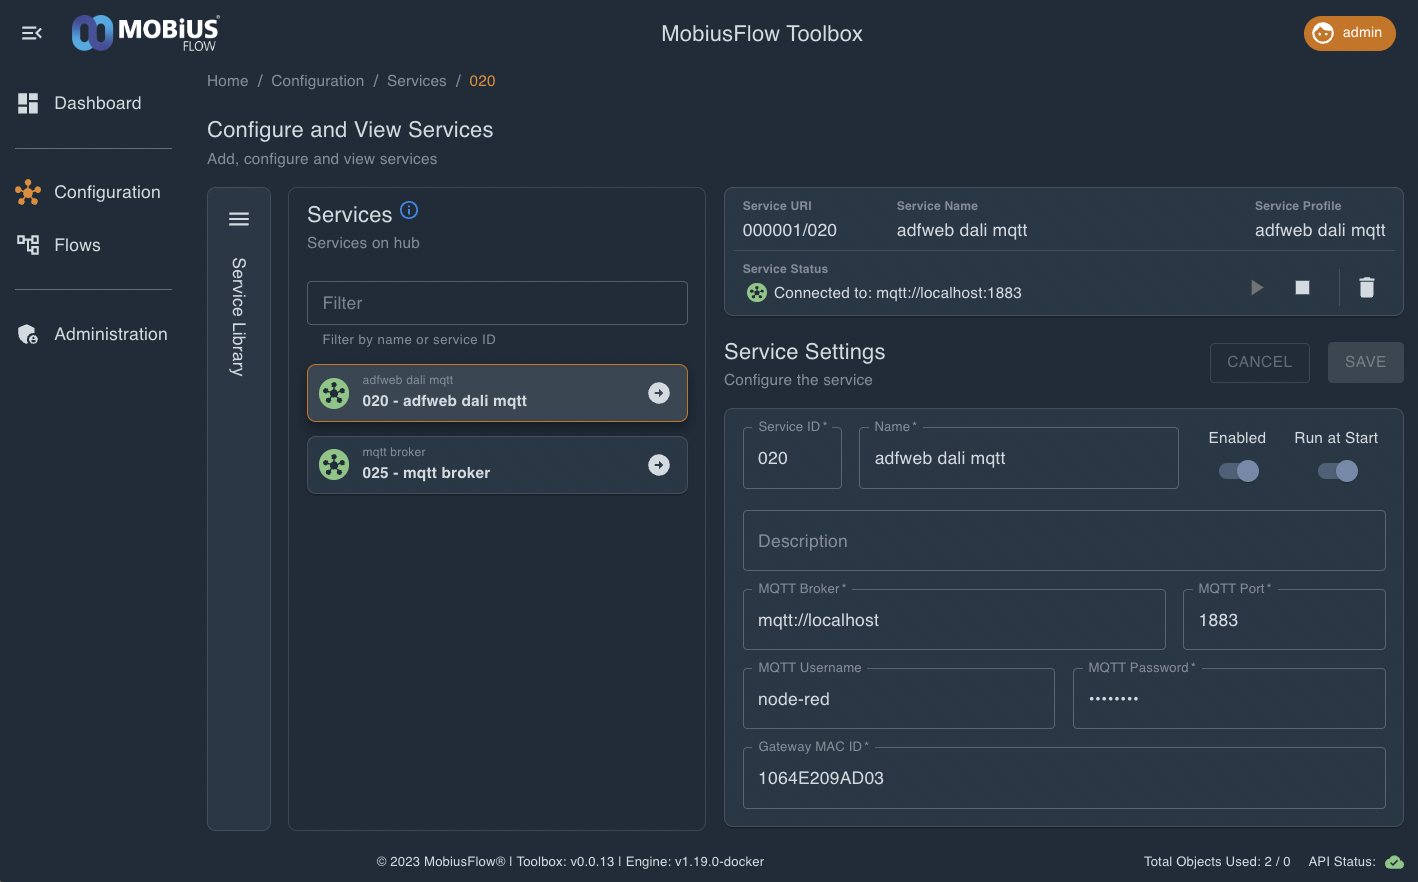 MOBiUS®
FLOW
MobiusFlow Toolbox
admin
Home / Configuration / Services / 020
Dashboard
Configuration
Flows
Administration
Configure and View Services
Add, configure and view services
Service Library
Services
Services on hub
Filter
Filter by name or service ID
adfweb dali mqtt
020 - adfweb dali mqtt
mqtt broker
025 - mqtt broker
Service URI
000001/020
Service Name
adfweb dali mqtt
Service Profile
adfweb dali mqtt
Service Status
Connected to: mqtt://localhost:1883
Service Settings
Configure the service
CANCEL
SAVE
Service ID *
020
Name *
adfweb dali mqtt
Enabled
Run at Start
Description
MQTT Broker *
mqtt://localhost
MQTT Port *
1883
MQTT Username
node-red
MQTT Password *
••••••••
Gateway MAC ID *
1064E209AD03
© 2023 MobiusFlow® | Toolbox: v0.0.13 | Engine: v1.19.0-docker
Total Objects Used: 2 / 0 API Status: